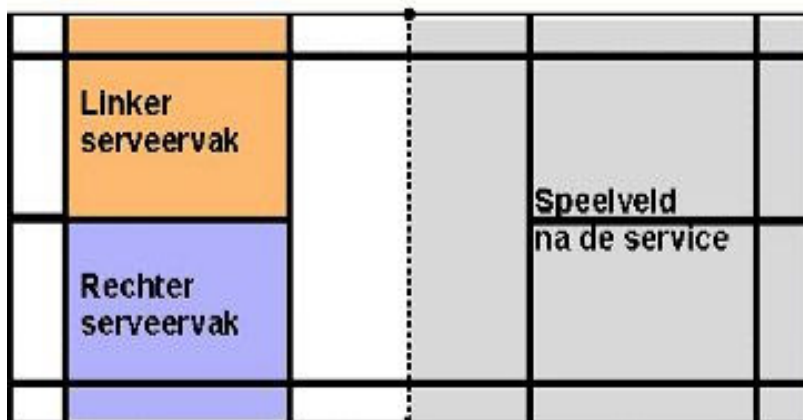 Linker
serveervak
Speelveld
na de service
Rechter
serveervak